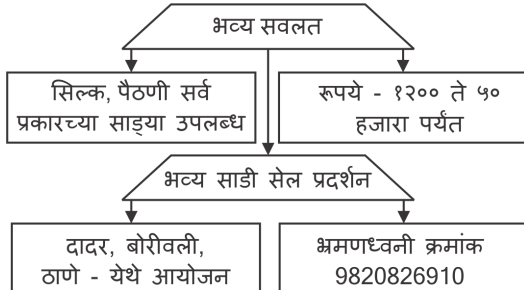 भव्य सवलत
सिल्क, पैठणी सर्व
प्रकारच्या साड्या उपलब्ध
रूपये - १२०० ते ५०
हजारा पर्यंत
भव्य साडी सेल प्रदर्शन
दादर, बोरीवली,
ठाणे - येथे आयोजन
भ्रमणध्वनी क्रमांक
9820826910